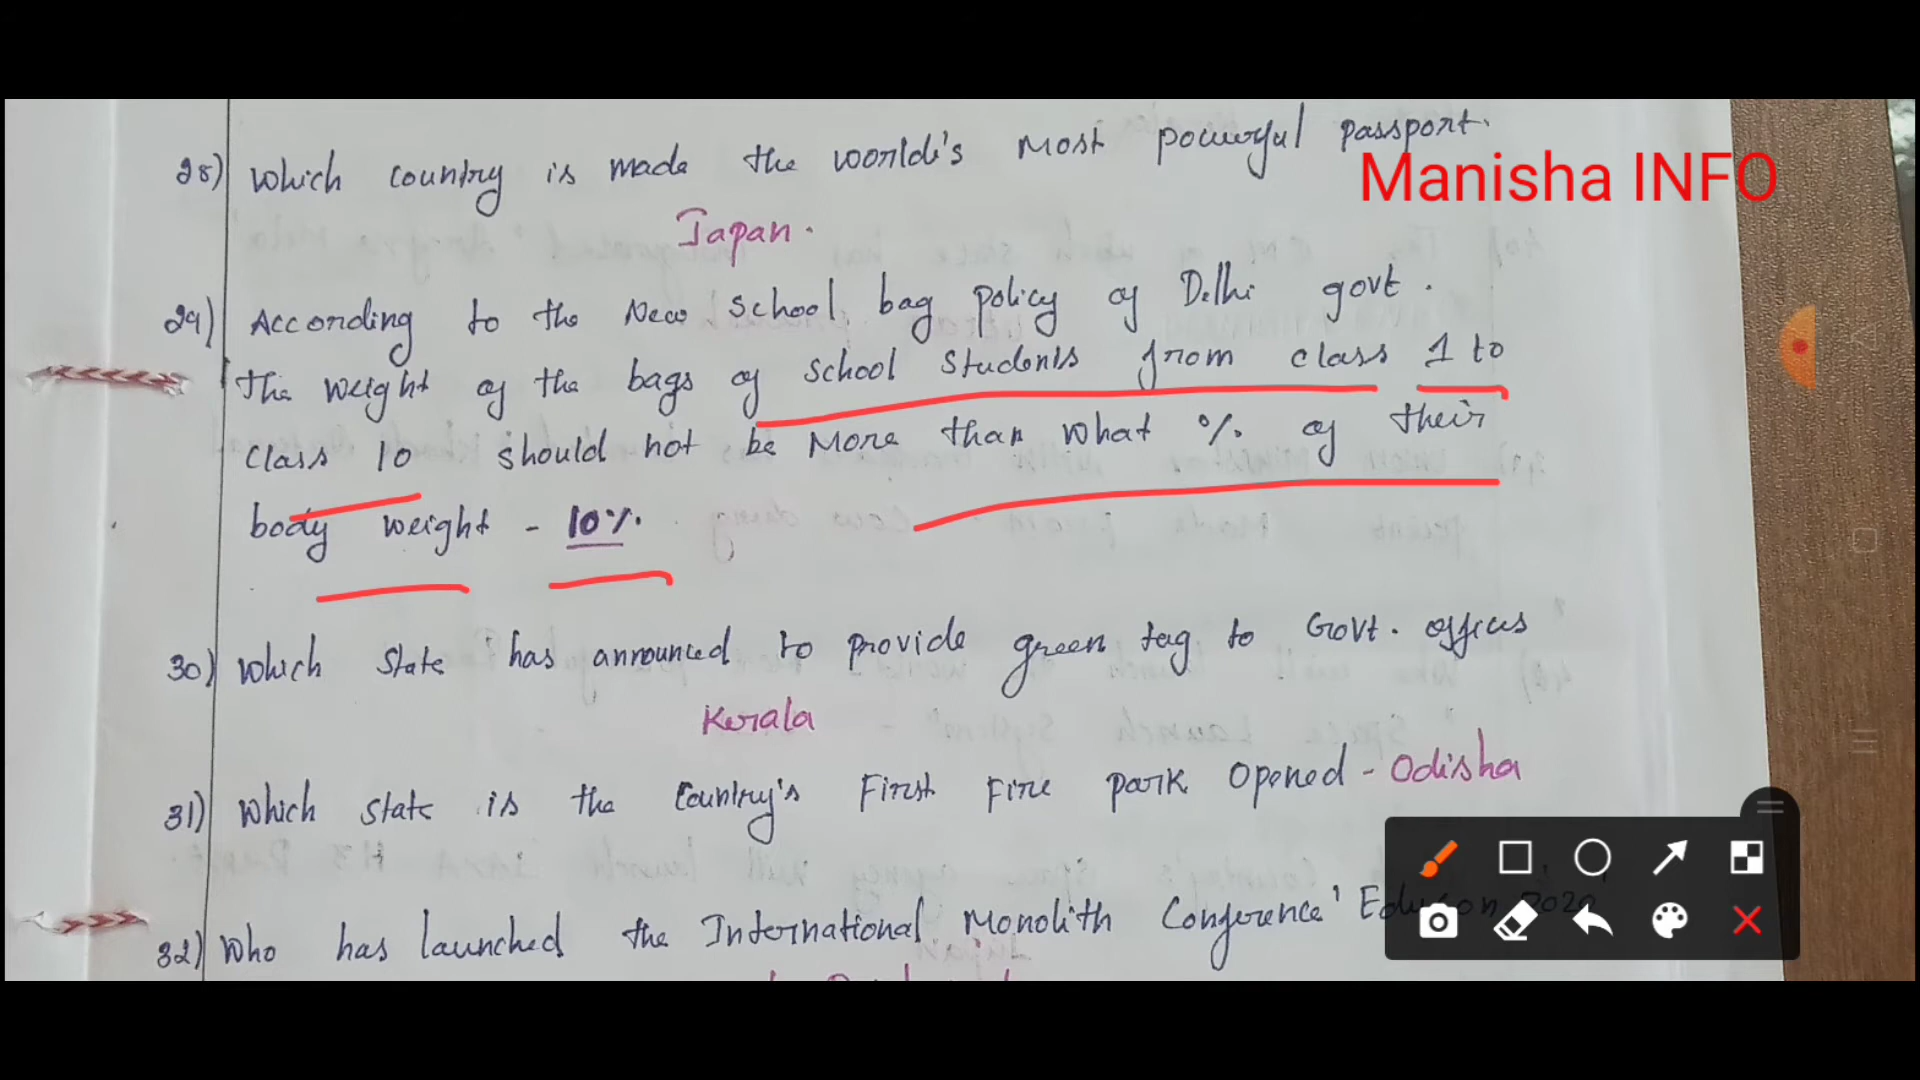 28) Which country is made the world's most powerful passport.
Manisha INFO
Japan.
29) According to the New School bag policy of Delhi govt.
The weight of the bags of school students from class 1 to
class 10 should not be more than what % of their
body weight - 10%.
30) Which state has announced to provide green tag to Govt. offices
Kerala
31) Which state is the Country's First Fire park opened - Odisha
32) Who has launched the International Monolith Conference'